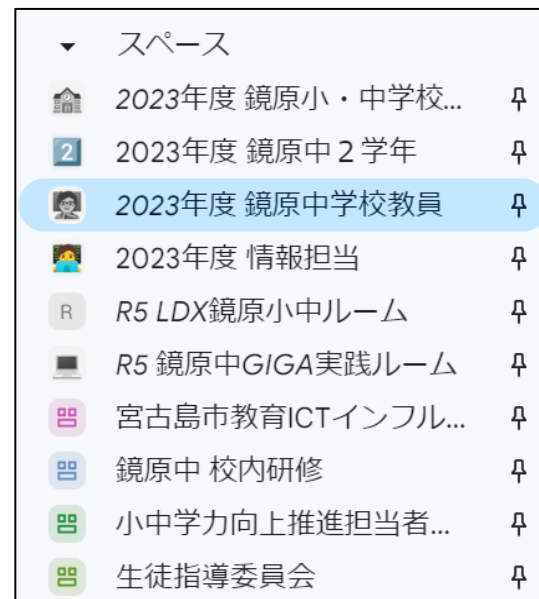 スペース
2023年度 鏡原小・中学校...
2 2023年度 鏡原中２学年
2023年度 鏡原中学校教員
2023年度 情報担当
R R5 LDX鏡原小中ルーム
R5 鏡原中GIGA実践ルーム
宮古島市教育ICTインフル...
鏡原中 校内研修
小中学力向上推進担当者...
生徒指導委員会